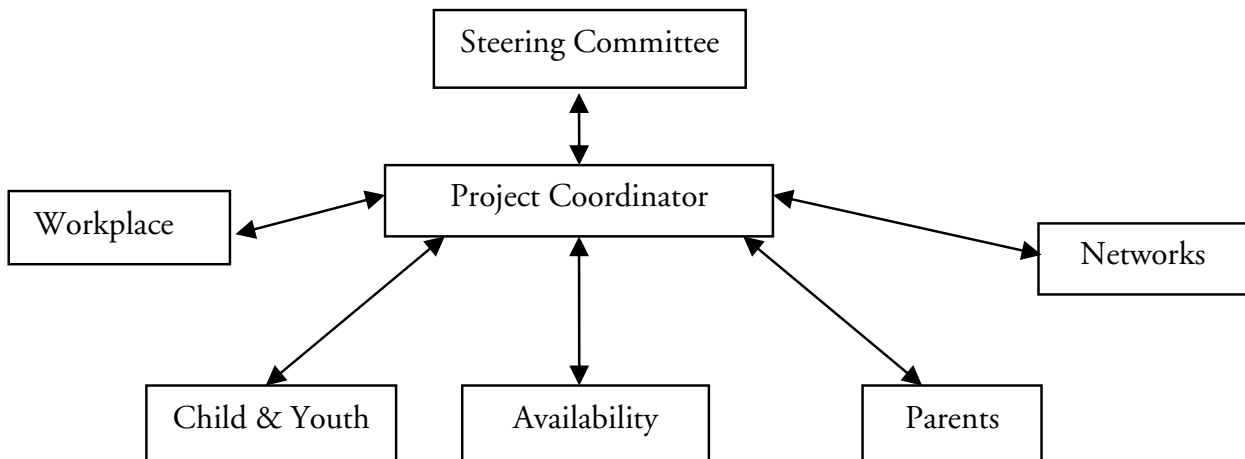 Steering Committee
Project Coordinator
Workplace
Networks
Child & Youth
Availability
Parents